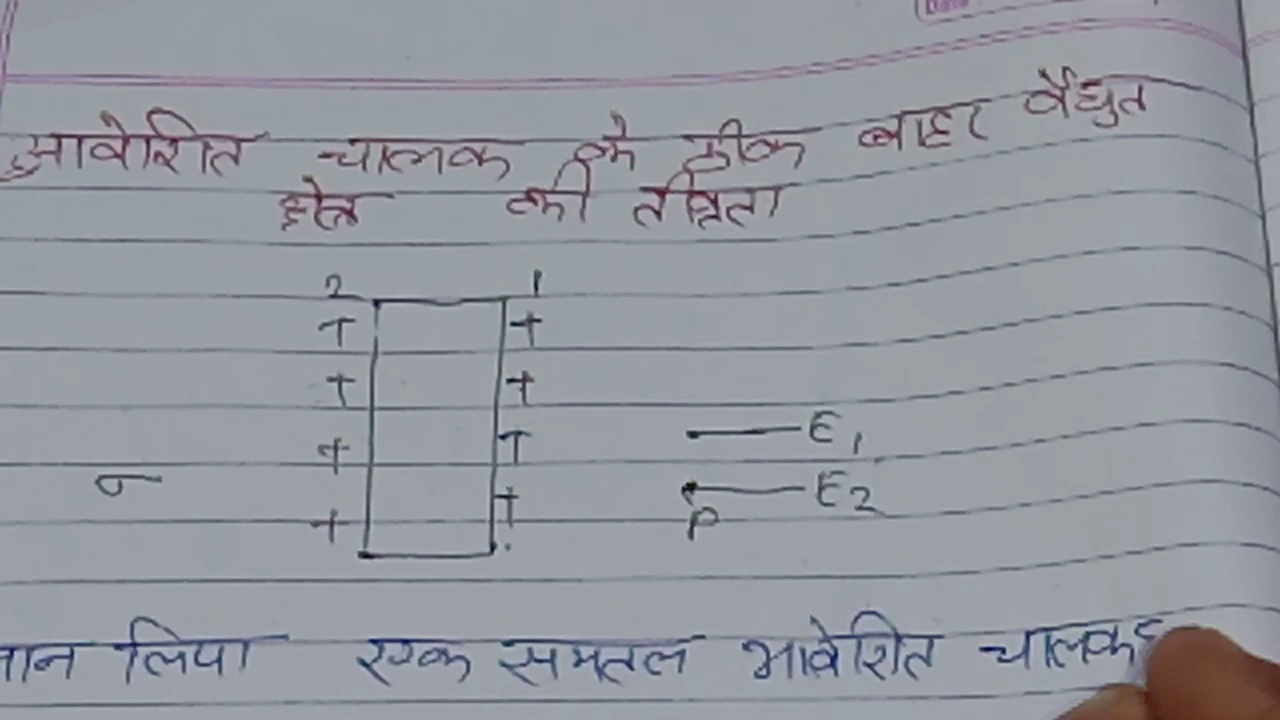 आवेशित चालक के ठीक बाहर वैद्युत
क्षेत्र की तीव्रता
2 1
+ +
+ +
+ + E1
σ + + P E2
मान लिया एक समतल आवेशित चालक